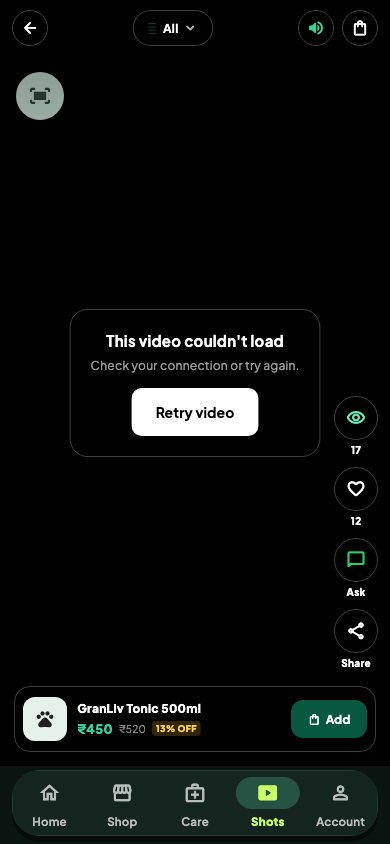 All
This video couldn't load
Check your connection or try again.
Retry video
17
12
Ask
Share
GranLiv Tonic 500ml
₹450 ₹520 13% OFF
Add
Home Shop Care Shots Account